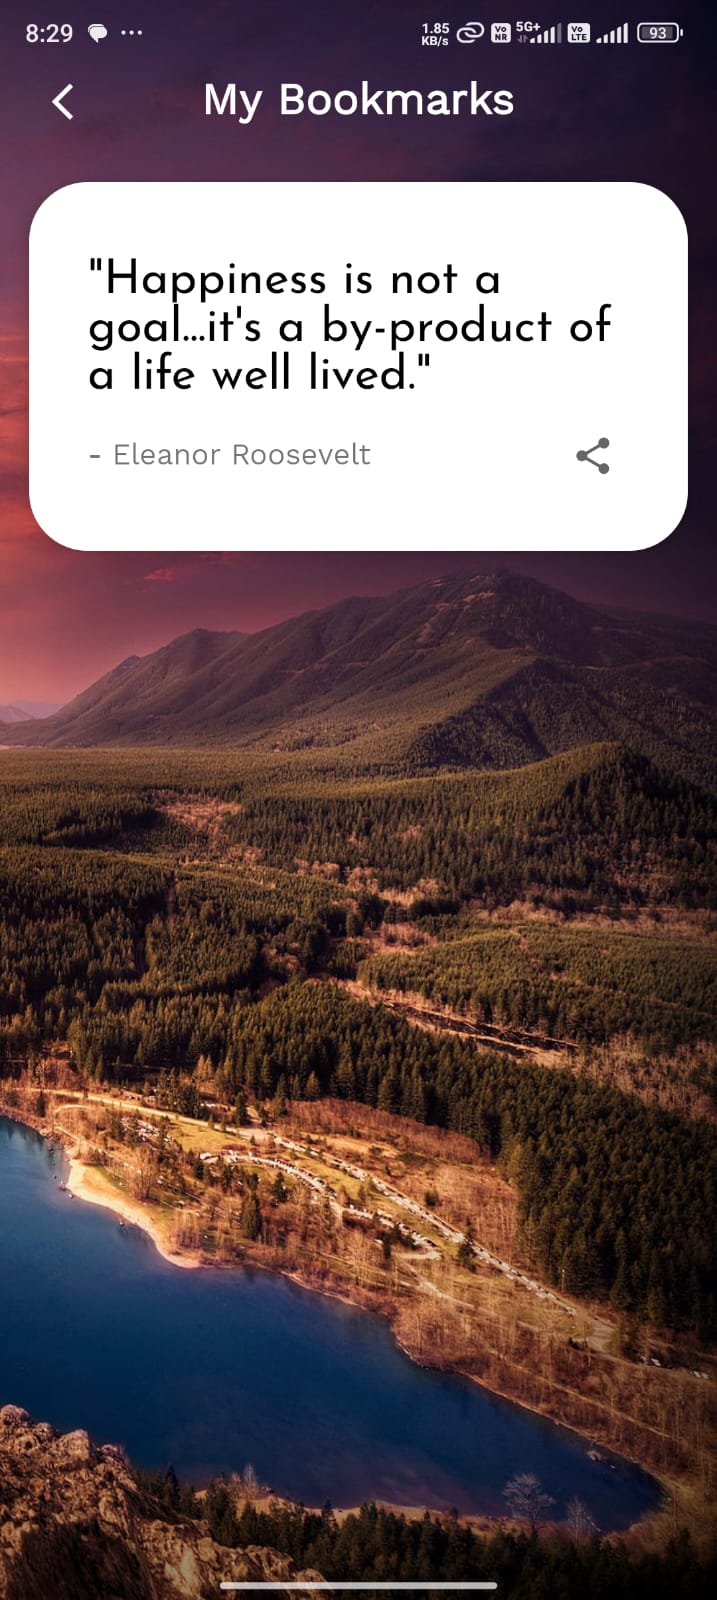 8:29 ... 1.85 KB/s Vo NR 5G+ Vo LTE 93
My Bookmarks
"Happiness is not a
goal...it's a by-product of
a life well lived."
- Eleanor Roosevelt